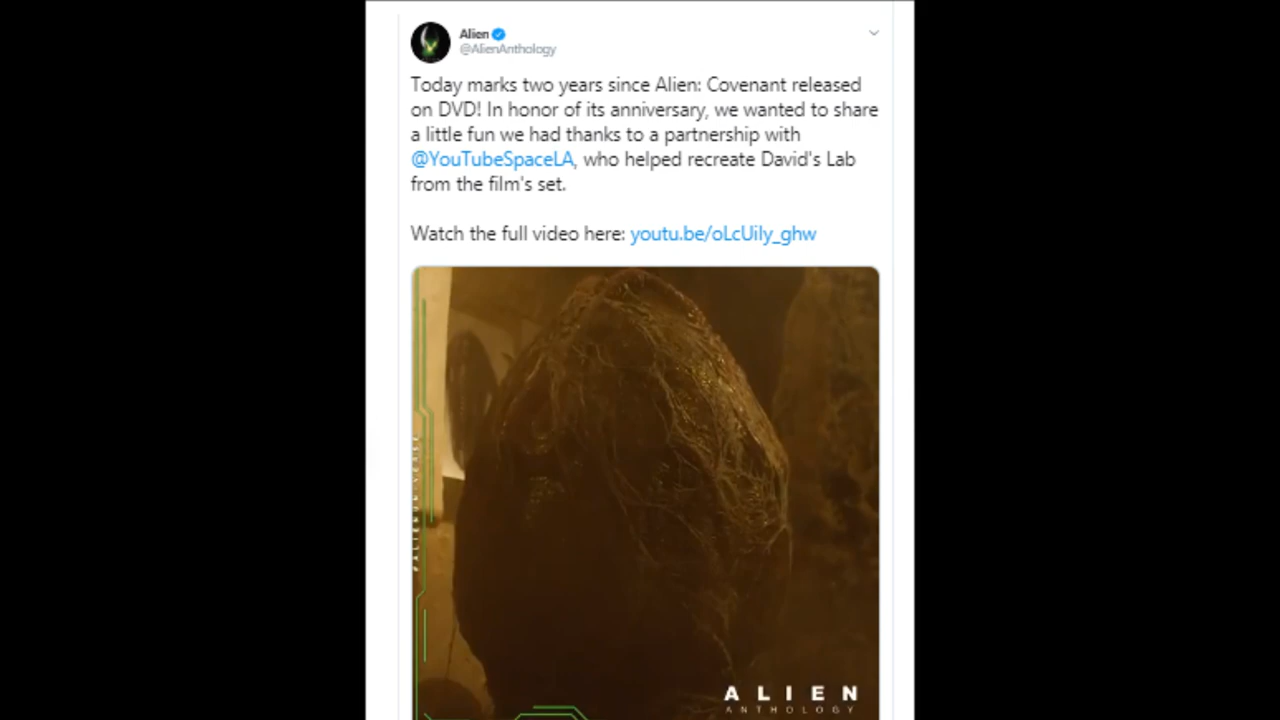 Alien
@AlienAnthology
Today marks two years since Alien: Covenant released
on DVD! In honor of its anniversary, we wanted to share
a little fun we had thanks to a partnership with
@YouTubeSpaceLA, who helped recreate David's Lab
from the film's set.
Watch the full video here: youtu.be/oLcUily_ghw
ALIEN
ANTHOLOGY